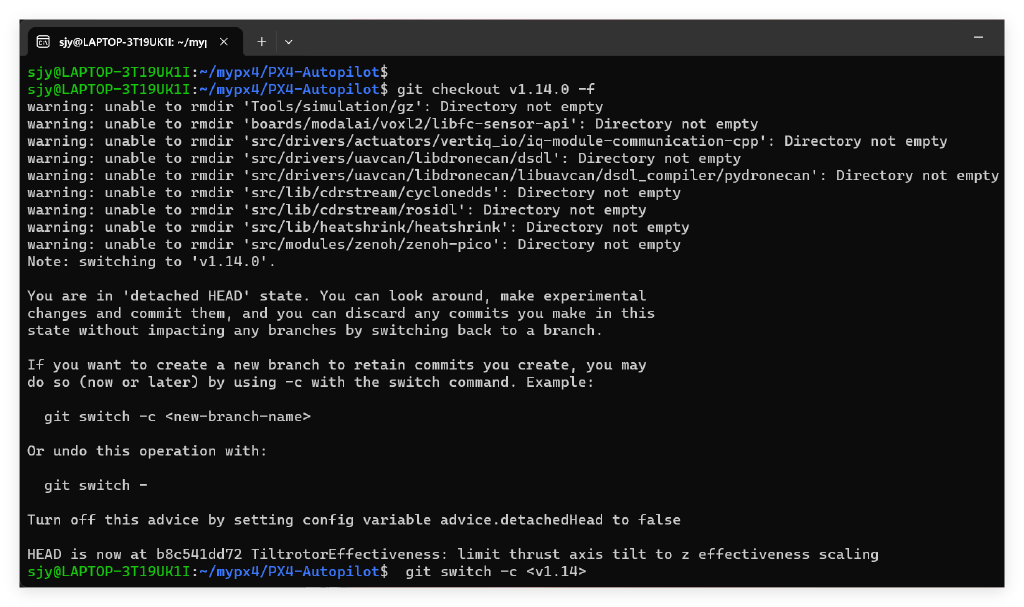 sjy@LAPTOP-3T19UK1I: ~/myp
sjy@LAPTOP-3T19UK1I:~/mypx4/PX4-Autopilot$
sjy@LAPTOP-3T19UK1I:~/mypx4/PX4-Autopilot$ git checkout v1.14.0 -f
warning: unable to rmdir 'Tools/simulation/gz': Directory not empty
warning: unable to rmdir 'boards/modalai/voxl2/libfc-sensor-api': Directory not empty
warning: unable to rmdir 'src/drivers/actuators/vertiq_io/iq-module-communication-cpp': Directory not empty
warning: unable to rmdir 'src/drivers/uavcan/libdronecan/dsdl': Directory not empty
warning: unable to rmdir 'src/drivers/uavcan/libdronecan/libuavcan/dsdl_compiler/pydronecan': Directory not empty
warning: unable to rmdir 'src/lib/cdrstream/cyclonedds': Directory not empty
warning: unable to rmdir 'src/lib/cdrstream/rosidl': Directory not empty
warning: unable to rmdir 'src/lib/heatshrink/heatshrink': Directory not empty
warning: unable to rmdir 'src/modules/zenoh/zenoh-pico': Directory not empty
Note: switching to 'v1.14.0'.
You are in 'detached HEAD' state. You can look around, make experimental
changes and commit them, and you can discard any commits you make in this
state without impacting any branches by switching back to a branch.
If you want to create a new branch to retain commits you create, you may
do so (now or later) by using -c with the switch command. Example:
git switch -c <new-branch-name>
Or undo this operation with:
git switch -
Turn off this advice by setting config variable advice.detachedHead to false
HEAD is now at b8c541dd72 TiltrotorEffectiveness: limit thrust axis tilt to z effectiveness scaling
sjy@LAPTOP-3T19UK1I:~/mypx4/PX4-Autopilot$  git switch -c <v1.14>